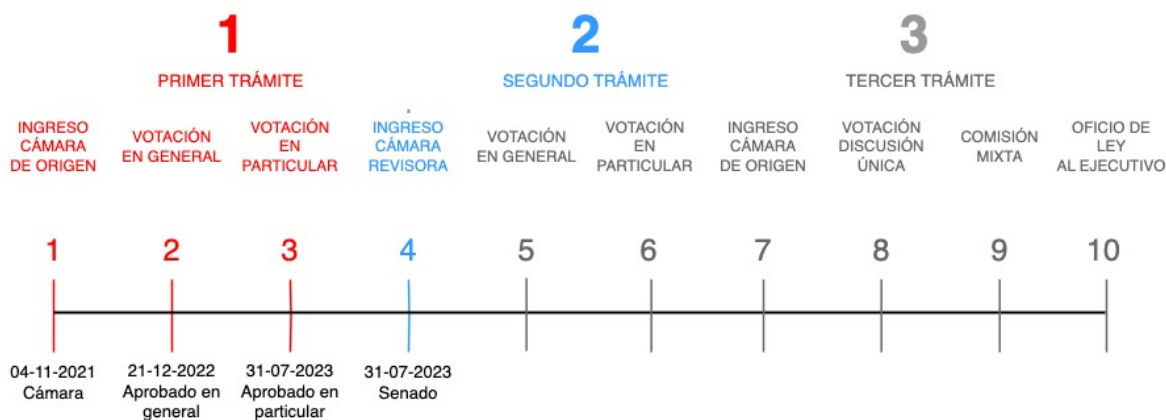 1
2
3
PRIMER TRÁMITE
SEGUNDO TRÁMITE
TERCER TRÁMITE
INGRESO
CÁMARA
DE ORIGEN
VOTACIÓN
EN GENERAL
VOTACIÓN
EN
PARTICULAR
INGRESO
CÁMARA
REVISORA
VOTACIÓN
EN GENERAL
VOTACIÓN
EN
PARTICULAR
INGRESO
CÁMARA
DE ORIGEN
VOTACIÓN
DISCUSIÓN
ÚNICA
COMISIÓN
MIXTA
OFICIO DE
LEY
AL EJECUTIVO
1
2
3
4
5
6
7
8
9
10
04-11-2021
Cámara
21-12-2022
Aprobado en
general
31-07-2023
Aprobado en
particular
31-07-2023
Senado